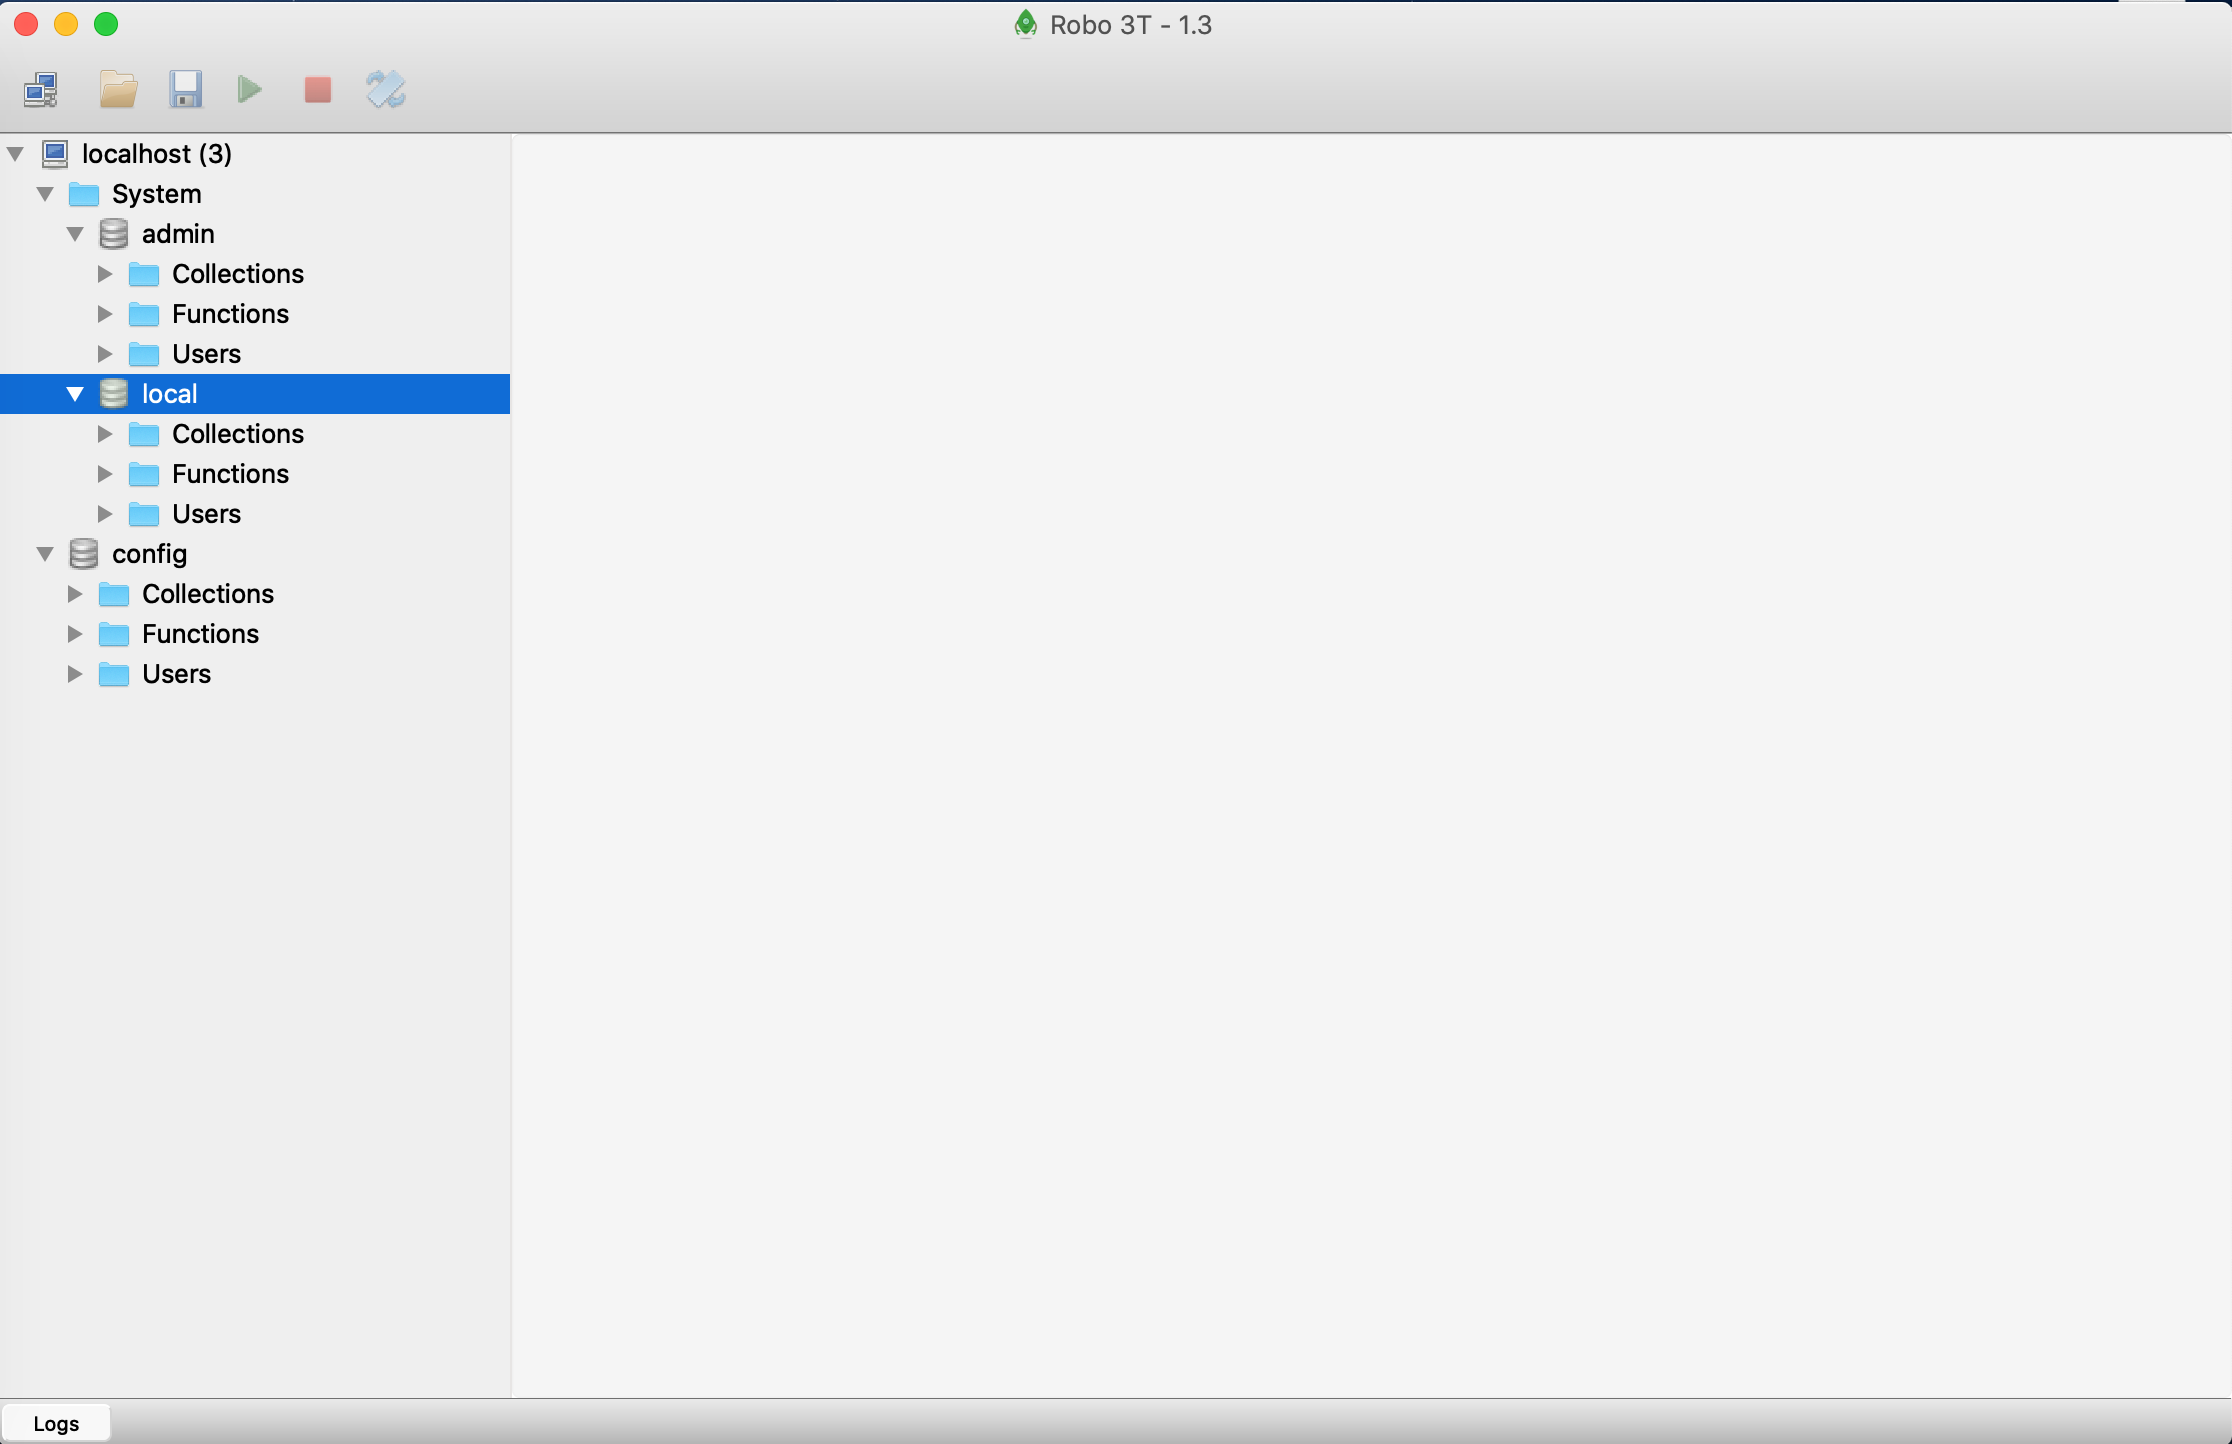 Robo 3T - 1.3
localhost (3)
System
admin
Collections
Functions
Users
local
Collections
Functions
Users
config
Collections
Functions
Users
Logs